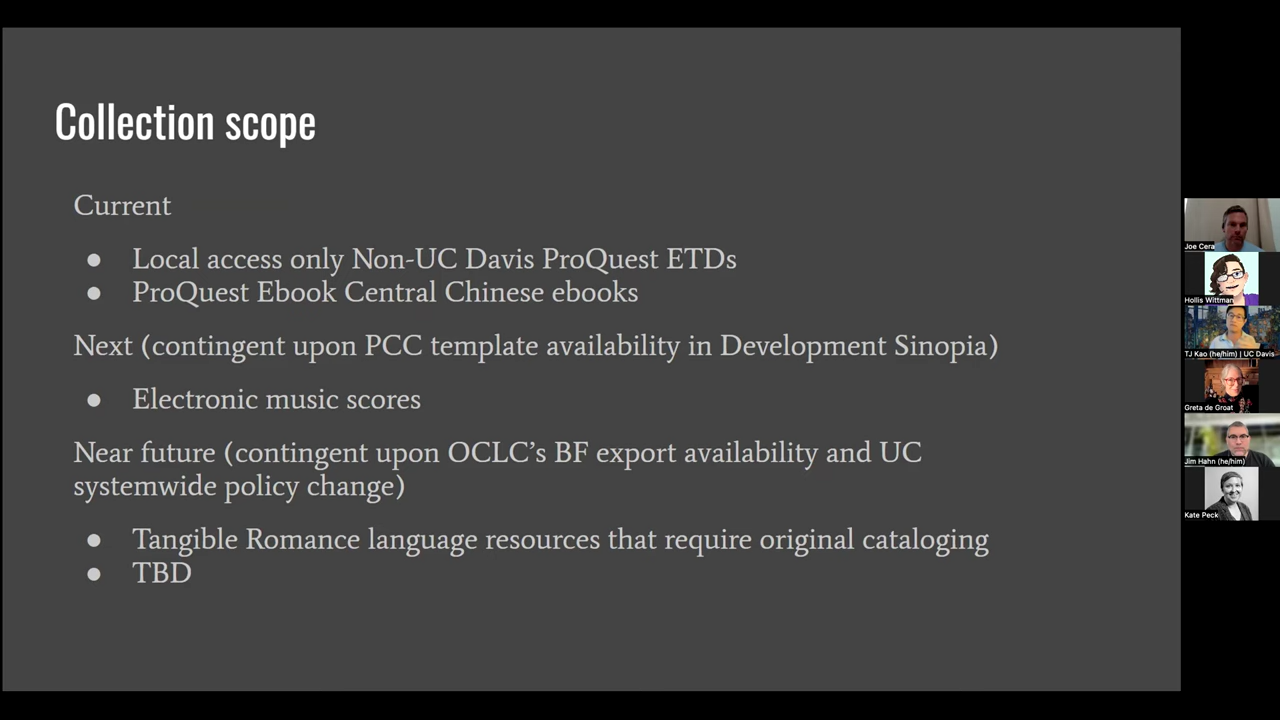 Collection scope
Current
● Local access only Non-UC Davis ProQuest ETDs
● ProQuest Ebook Central Chinese ebooks
Next (contingent upon PCC template availability in Development Sinopia)
● Electronic music scores
Near future (contingent upon OCLC’s BF export availability and UC
systemwide policy change)
● Tangible Romance language resources that require original cataloging
● TBD
Joe Cera
Hollis Wittman
TJ Kao (he/him) | UC Davis
Greta de Groat
Jim Hahn (he/him)
Kate Peck